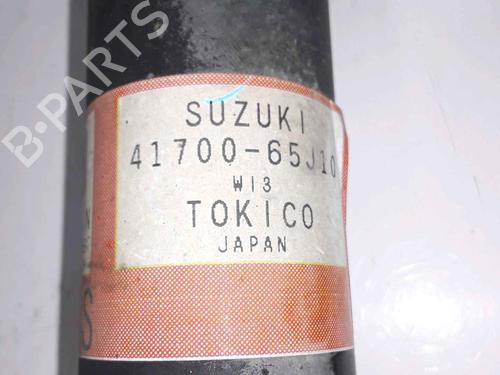 SUZUKI
41700-65J10
W13
TOKICO
JAPAN
B-PARTS